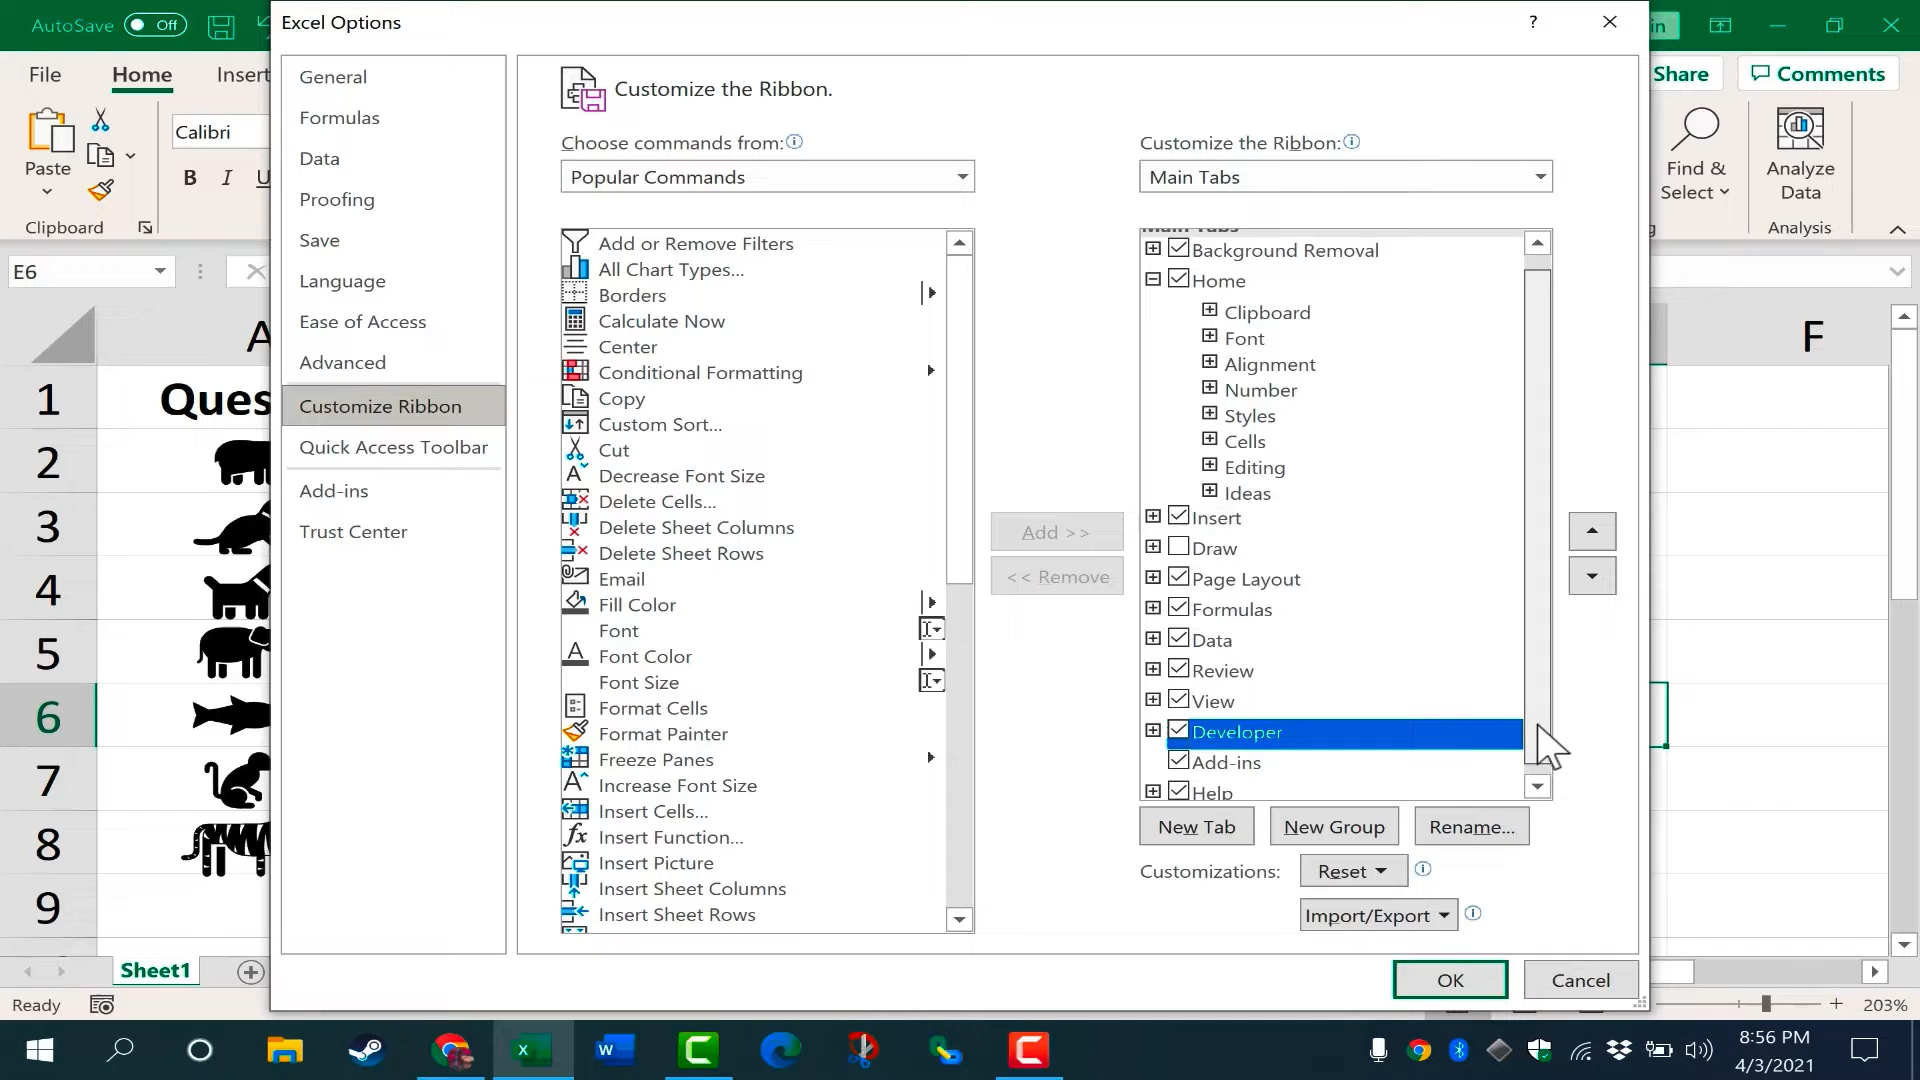 AutoSave Off
Excel Options
?
in
File
Home
Insert
Share
Comments
Paste
Calibri
B I U
Clipboard
Find &
Select
Analyze
Data
Analysis
E6
A
F
1
Ques
2
3
4
5
6
7
8
9
Sheet1
Ready
203%
General
Formulas
Data
Proofing
Save
Language
Ease of Access
Advanced
Customize Ribbon
Quick Access Toolbar
Add-ins
Trust Center
Customize the Ribbon.
Choose commands from:
Popular Commands
Add or Remove Filters
All Chart Types...
Borders
Calculate Now
Center
Conditional Formatting
Copy
Custom Sort...
Cut
Decrease Font Size
Delete Cells...
Delete Sheet Columns
Delete Sheet Rows
Email
Fill Color
Font
Font Color
Font Size
Format Cells
Format Painter
Freeze Panes
Increase Font Size
Insert Cells...
Insert Function...
Insert Picture
Insert Sheet Columns
Insert Sheet Rows
Add >>
<< Remove
Customize the Ribbon:
Main Tabs
Main Tabs
Background Removal
Home
Clipboard
Font
Alignment
Number
Styles
Cells
Editing
Ideas
Insert
Draw
Page Layout
Formulas
Data
Review
View
Developer
Add-ins
Help
New Tab
New Group
Rename...
Customizations:
Reset
Import/Export
OK
Cancel
8:56 PM
4/3/2021